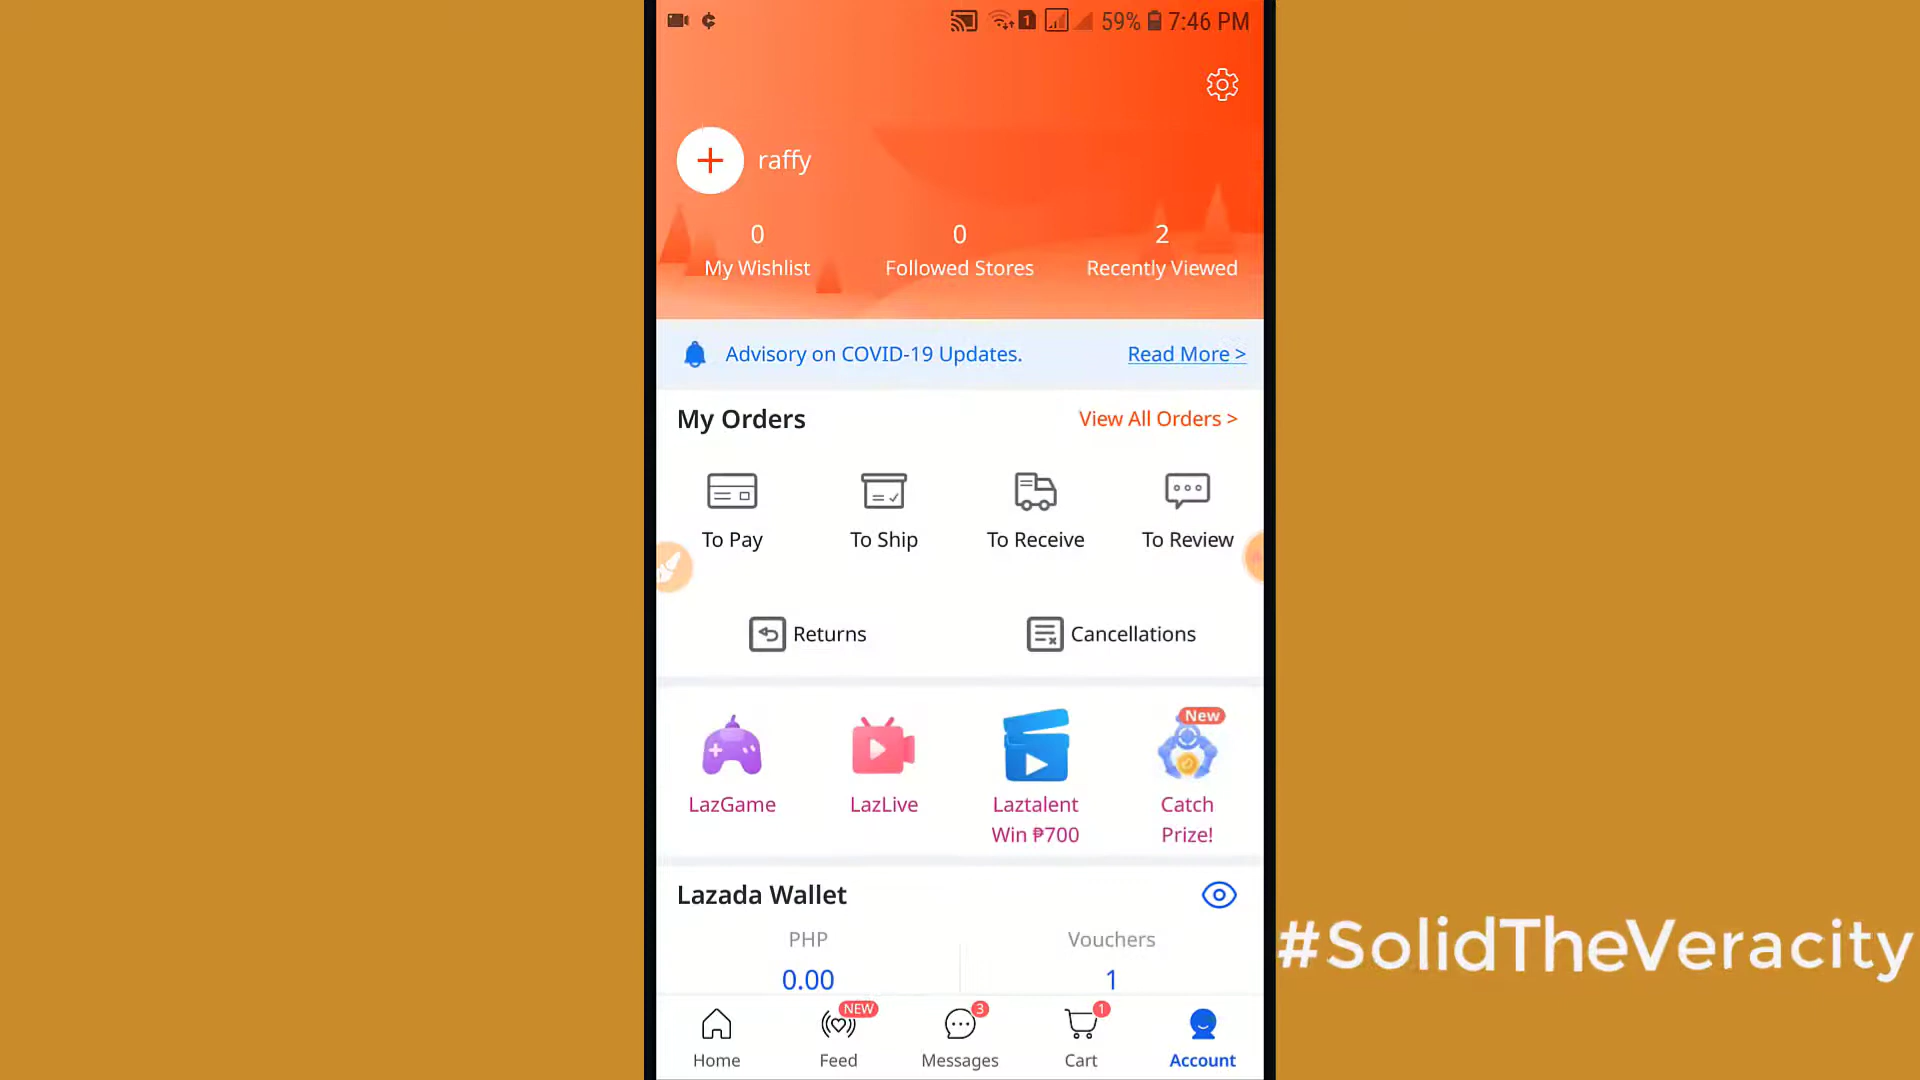 1 59% 7:46 PM
raffy
0 0 2
My Wishlist Followed Stores Recently Viewed
Advisory on COVID-19 Updates. Read More >
My Orders View All Orders >
To Pay To Ship To Receive To Review
Returns Cancellations
New
LazGame LazLive Laztalent Catch
Win ₱700 Prize!
Lazada Wallet
PHP Vouchers
#SolidTheVeracity
0.00 1
NEW 3 1
Home Feed Messages Cart Account